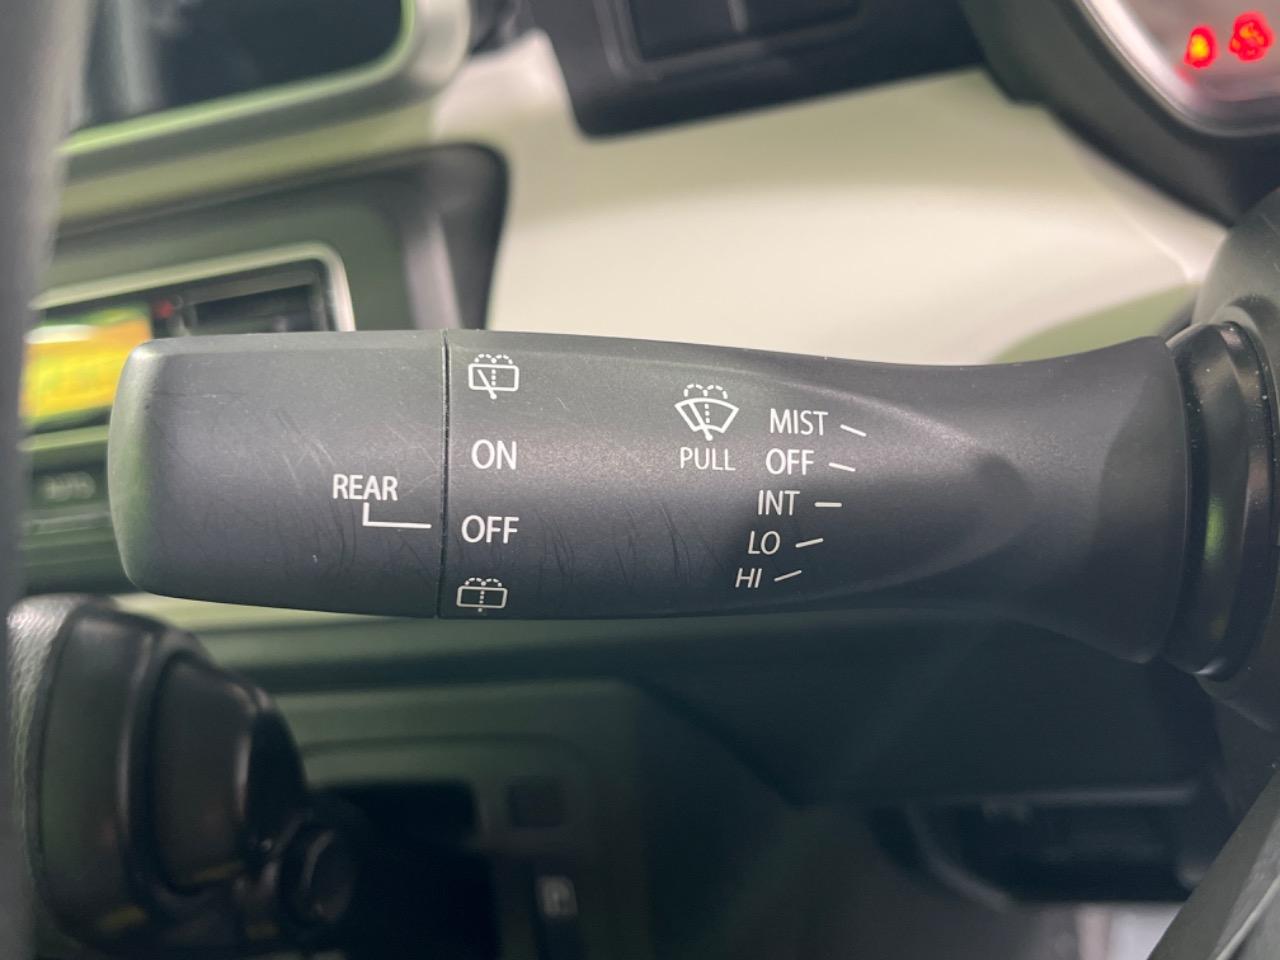 REAR
ON
OFF
PULL
MIST
OFF
INT
LO
HI